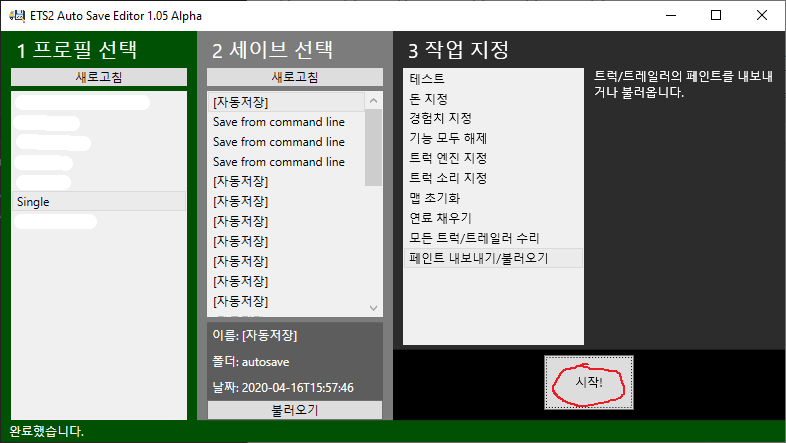 ETS2 Auto Save Editor 1.05 Alpha
1 프로필 선택
새로고침
Single
2 세이브 선택
새로고침
[자동저장]
Save from command line
Save from command line
Save from command line
[자동저장]
[자동저장]
[자동저장]
[자동저장]
[자동저장]
[자동저장]
[자동저장]
이름: [자동저장]
폴더: autosave
날짜: 2020-04-16T15:57:46
불러오기
3 작업 지정
테스트
돈 지정
경험치 지정
기능 모두 해제
트럭 엔진 지정
트럭 소리 지정
맵 초기화
연료 채우기
모든 트럭/트레일러 수리
페인트 내보내기/불러오기
트럭/트레일러의 페인트를 내보내
거나 불러옵니다.
시작!
완료했습니다.